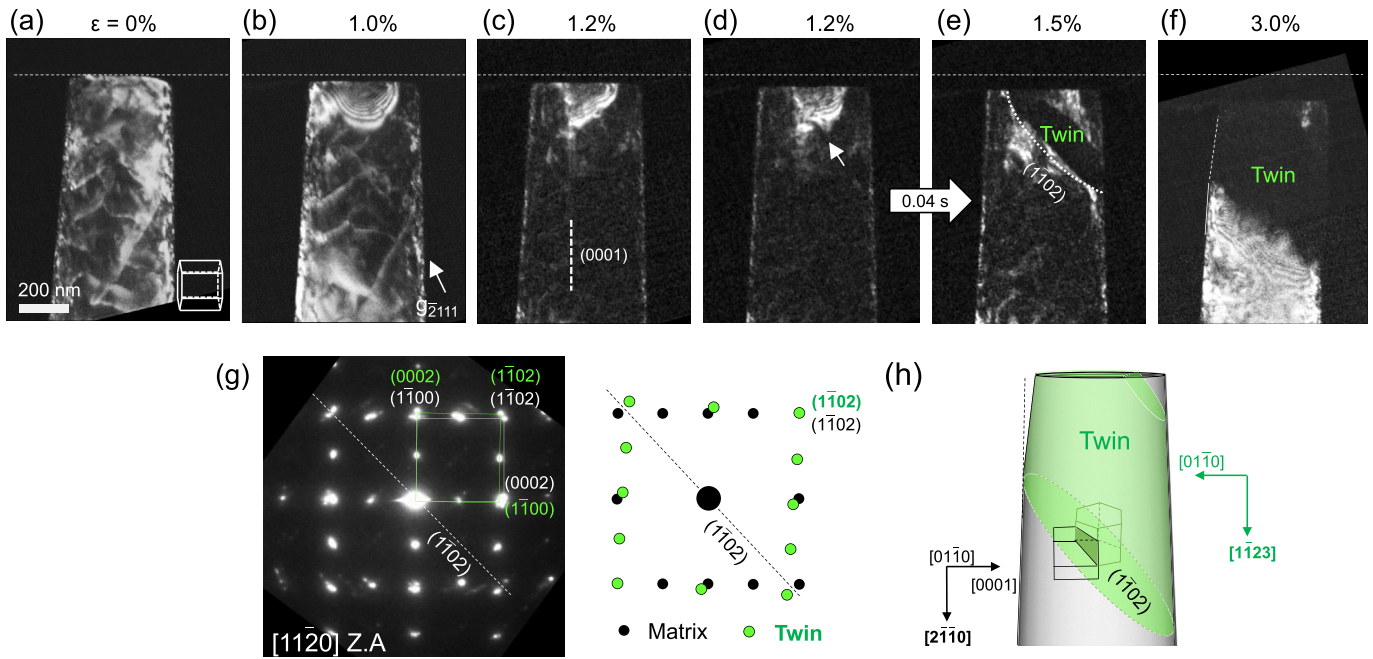 (a) ε = 0%
(b) 1.0%
(c) 1.2%
(d) 1.2%
(e) 1.5%
(f) 3.0%
200 nm
g2̅111
(0001)
0.04 s
Twin
(11̅02)
Twin
(g)
(0002)
(11̅00)
(11̅02)
(11̅02)
(0002)
(11̅00)
(11̅02)
[112̅0] Z.A
(11̅02)
(11̅02)
(11̅02)
Matrix
Twin
(h)
Twin
[011̅0]
[11̅23]
[011̅0]
[0001]
[21̅1̅0]
(11̅02)